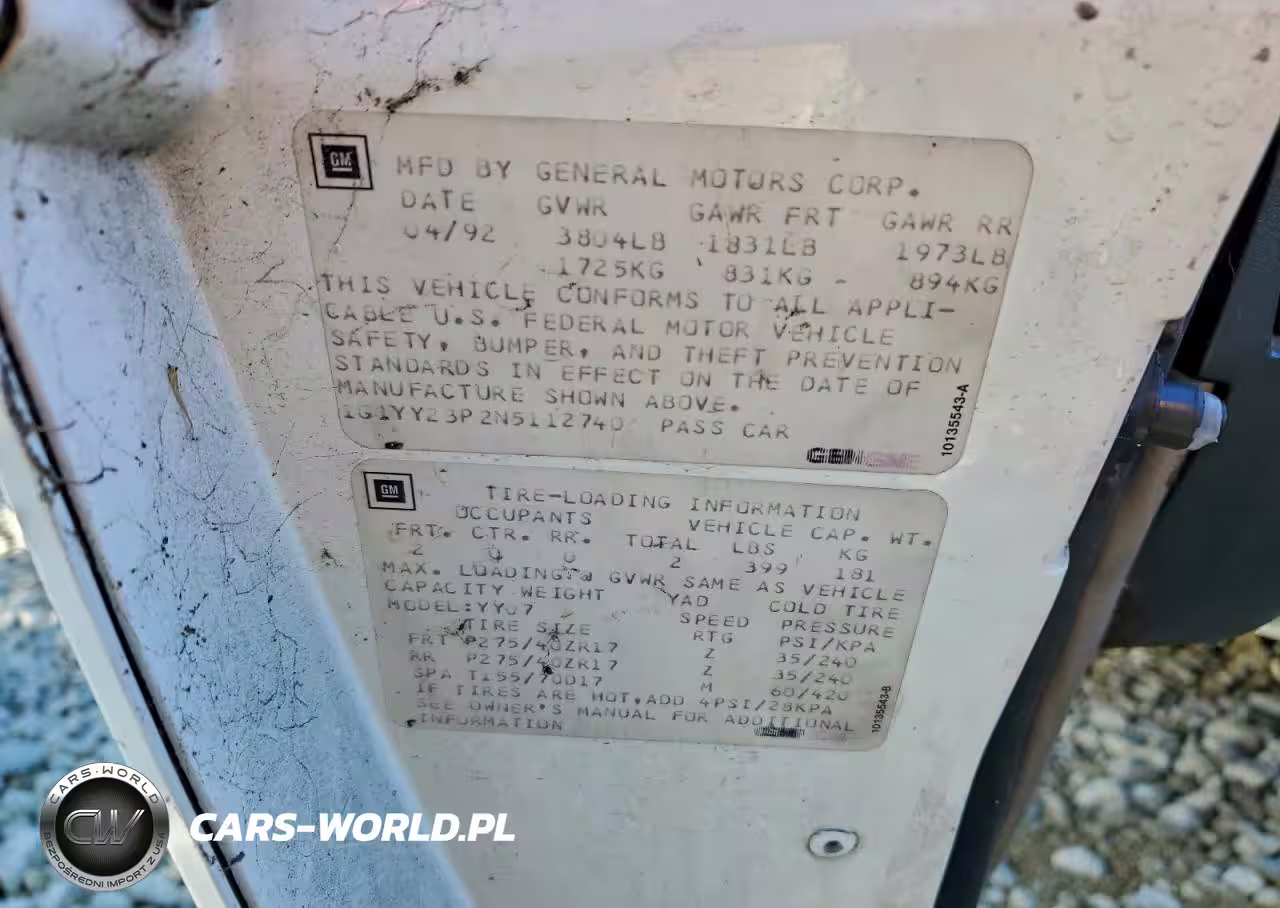 GM
MFD BY GENERAL MOTORS CORP.
DATE GVWR GAWR FRT GAWR RR
04/92 3804LB 1831LB 1973LB
1725KG 831KG 894KG
THIS VEHICLE CONFORMS TO ALL APPLI-
CABLE U.S. FEDERAL MOTOR VEHICLE
SAFETY, BUMPER, AND THEFT PREVENTION
STANDARDS IN EFFECT ON THE DATE OF
MANUFACTURE SHOWN ABOVE.
1G1YY23P2N5112740 PASS CAR
10135543-A
GM
TIRE-LOADING INFORMATION
OCCUPANTS VEHICLE CAP. WT.
FRT. CTR. RR. TOTAL LBS KG
2 0 0 2 399 181
MAX. LOADING @ GVWR SAME AS VEHICLE
CAPACITY WEIGHT YAD COLD TIRE
MODEL:YY07 SPEED PRESSURE
TIRE SIZE RTG PSI/KPA
FRT P275/40ZR17 Z 35/240
RR P275/40ZR17 Z 35/240
SPA T155/70D17 M 60/420
IF TIRES ARE HOT, ADD 4PSI/28KPA
SEE OWNER'S MANUAL FOR ADDITIONAL
INFORMATION
10135543-B
CARS-WORLD
CW
BEZPOŚREDNI IMPORT Z USA
CARS-WORLD.PL